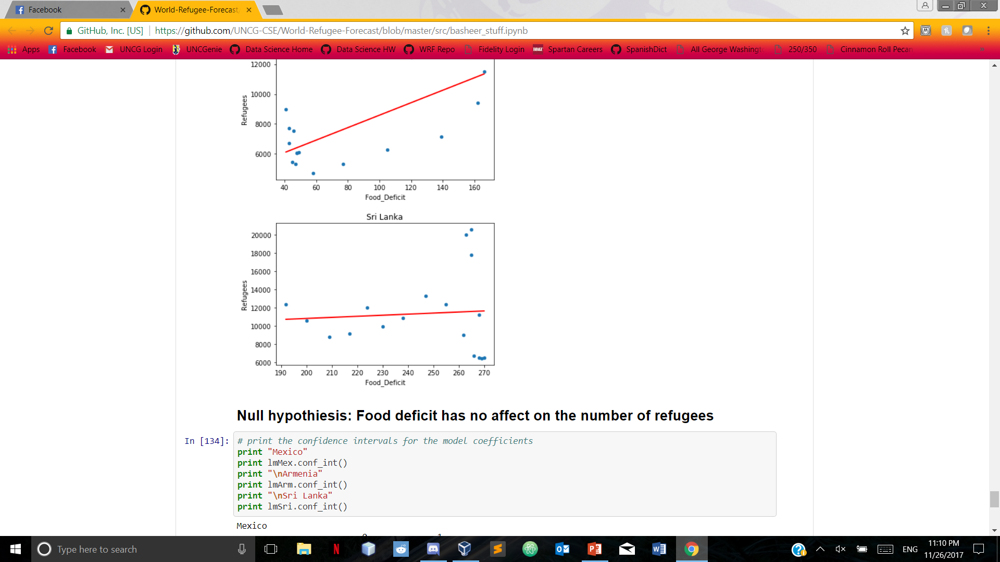 Facebook
World-Refugee-Forecast
GitHub, Inc. [US]
https://github.com/UNCG-CSE/World-Refugee-Forecast/blob/master/src/basheer_stuff.ipynb
Apps Facebook UNCG Login UNCGenie Data Science Home Data Science HW WRF Repo Fidelity Login Spartan Careers SpanishDict All George Washingt 250/350 Cinnamon Roll Pecan
12000
10000
8000
6000
Refugees
40 60 80 100 120 140 160
Food_Deficit
Sri Lanka
20000
18000
16000
14000
12000
10000
8000
6000
Refugees
190 200 210 220 230 240 250 260 270
Food_Deficit
Null hypothiesis: Food deficit has no affect on the number of refugees
In [134]:
# print the confidence intervals for the model coefficients
print "Mexico"
print lmMex.conf_int()
print "\nArmenia"
print lmArm.conf_int()
print "\nSri Lanka"
print lmSri.conf_int()
Mexico
Type here to search
ENG
11:10 PM
11/26/2017